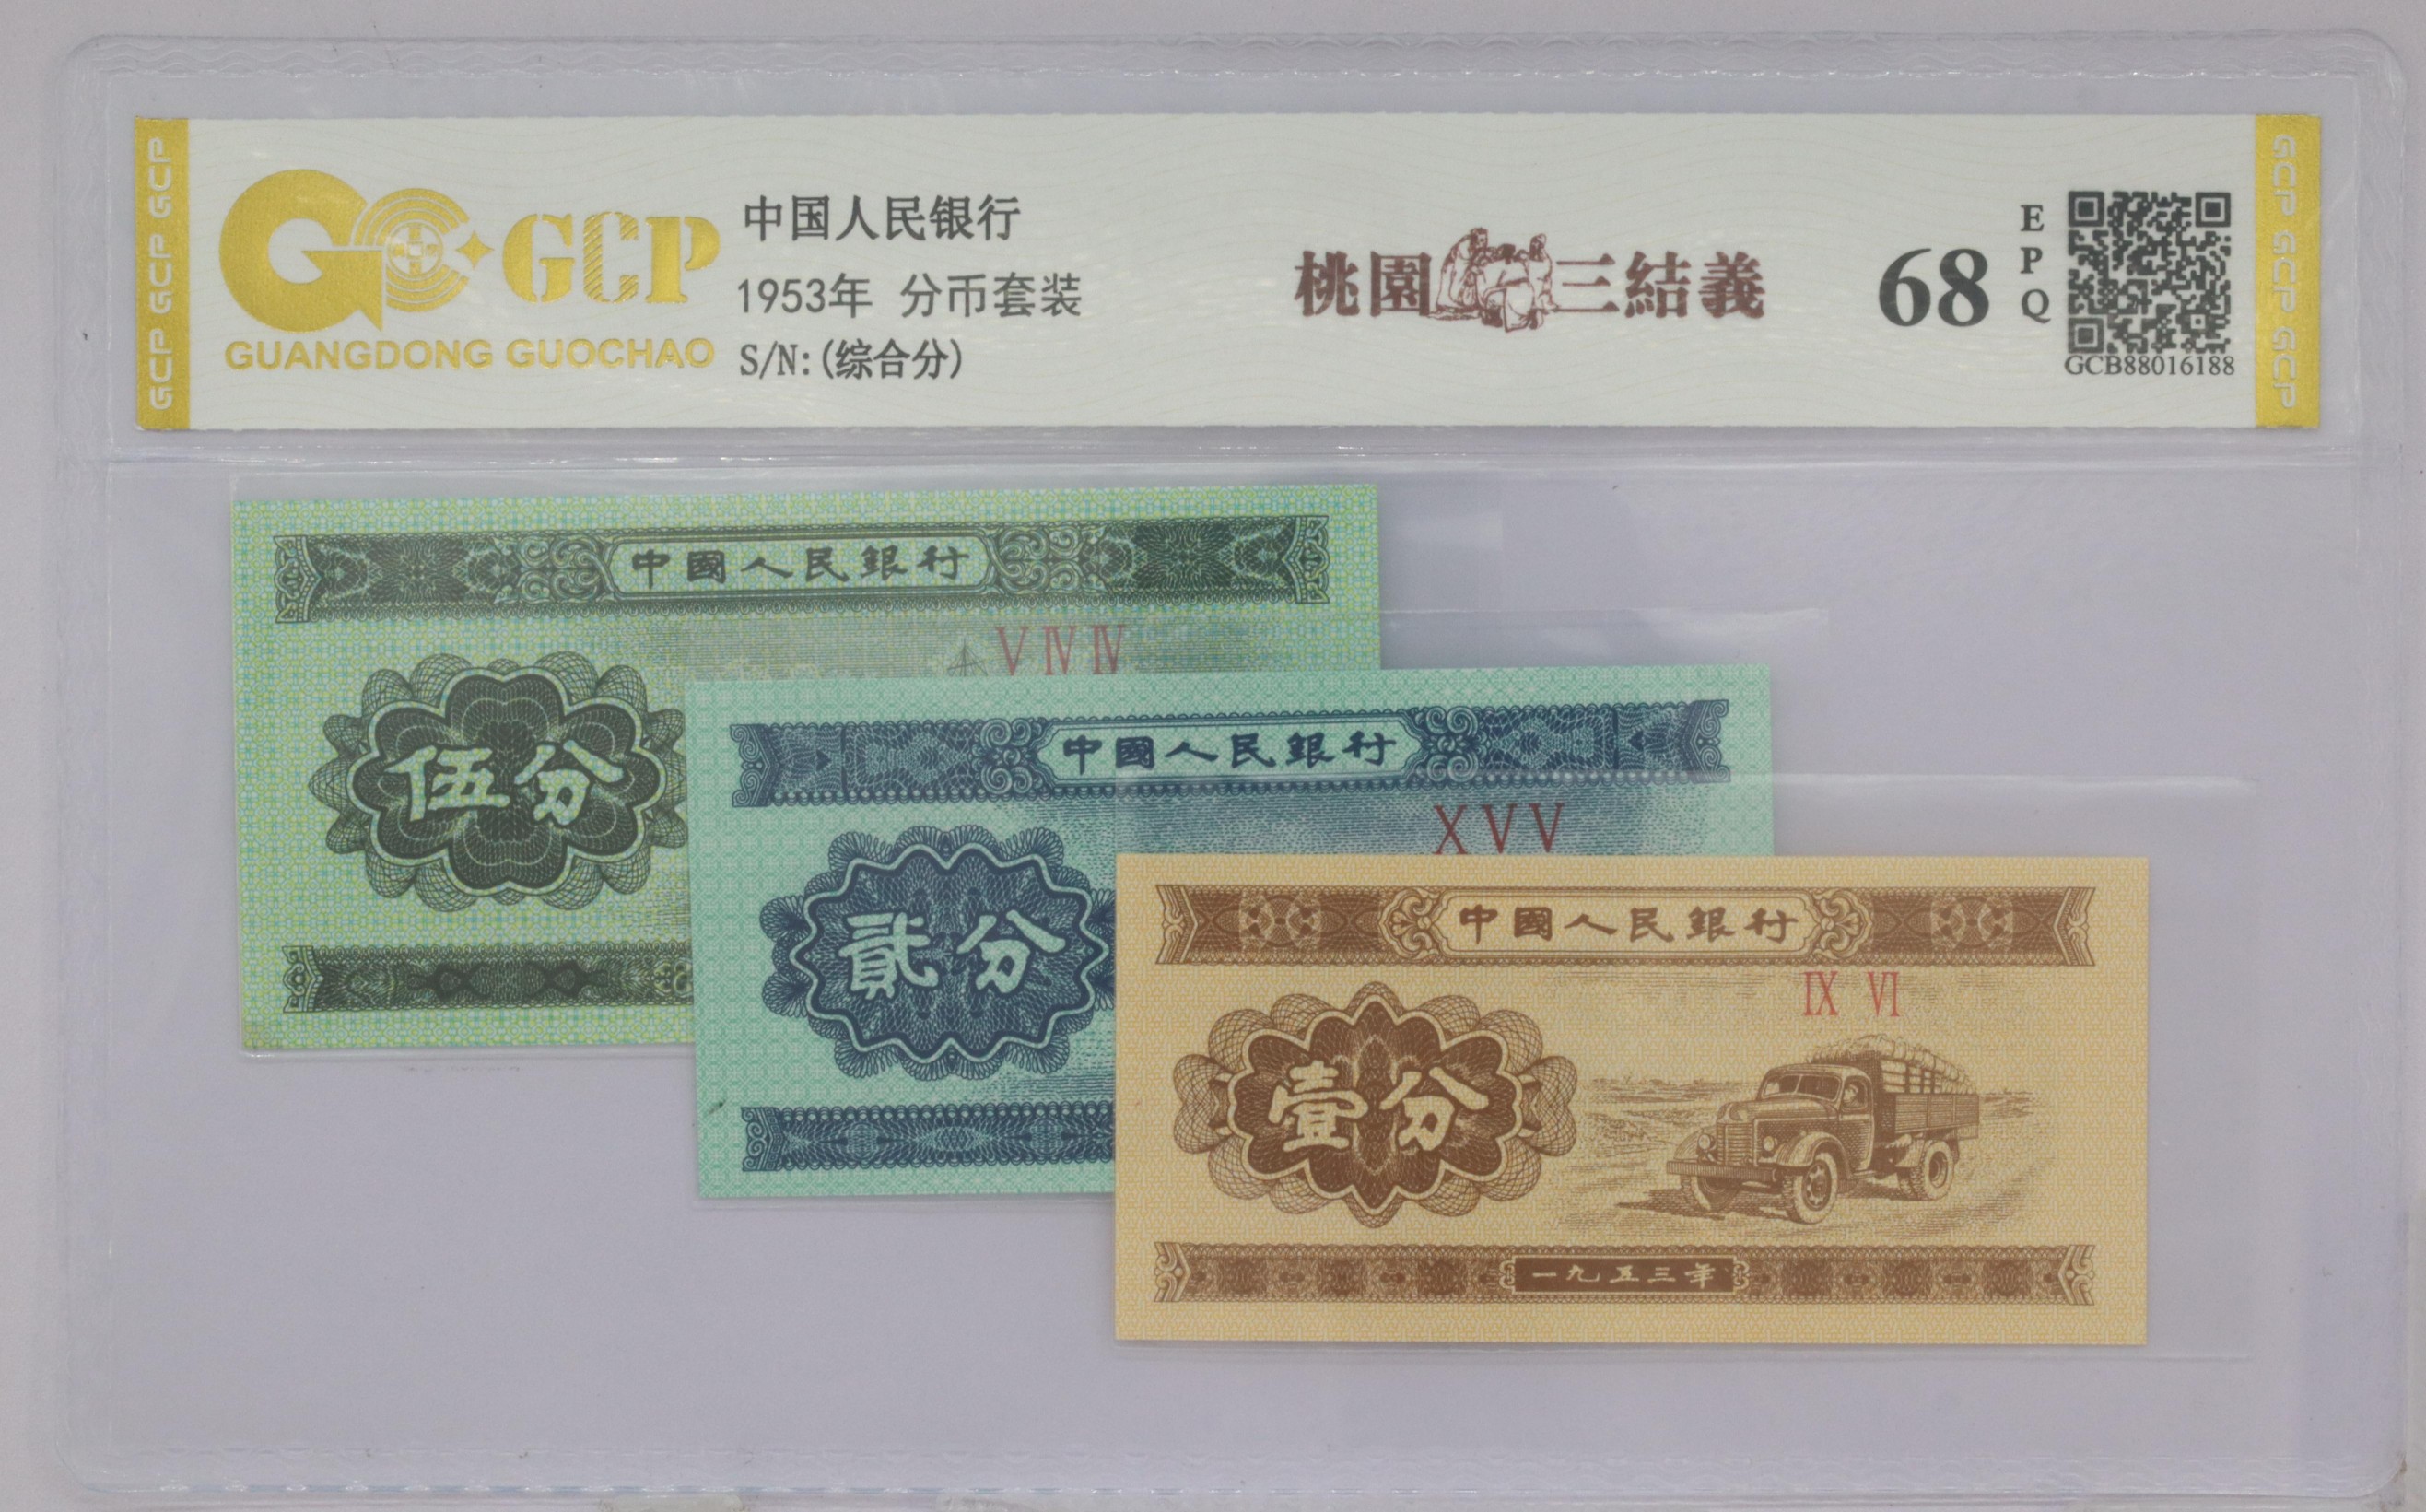 GCP GCP GCP
GCP
GUANGDONG GUOCHAO
中国人民银行
1953年 分币套装
S/N:(综合分)
桃園三結義
68
EPQ
GCB88016188
GCP GCP GCP
中國人民銀行
V IV IV
伍分
中國人民銀行
X V V
貳分
中國人民銀行
IX VI
壹分
一九五三年